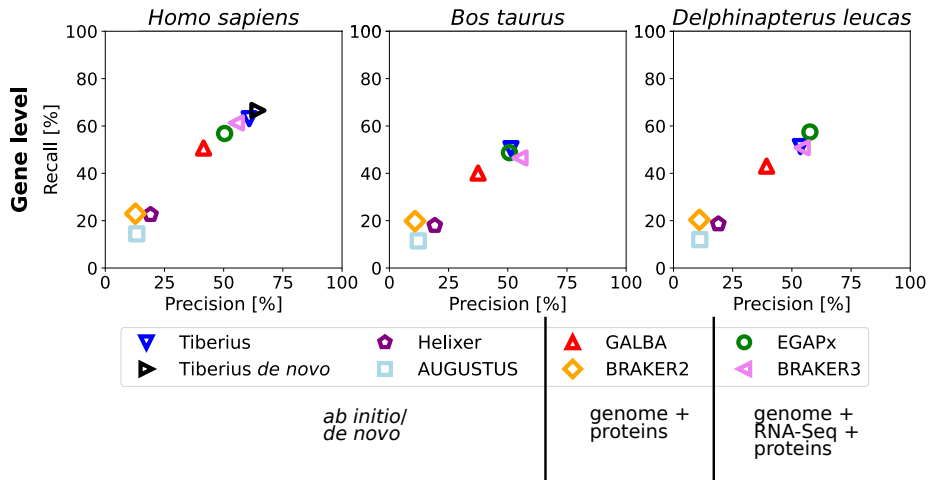 Homo sapiens
Bos taurus
Delphinapterus leucas
Gene level
Recall [%]
100
80
60
40
20
0
0 25 50 75 100
Precision [%]
100
80
60
40
20
0
0 25 50 75 100
Precision [%]
100
80
60
40
20
0
0 25 50 75 100
Precision [%]
Tiberius
Helixer
GALBA
EGAPx
Tiberius de novo
AUGUSTUS
BRAKER2
BRAKER3
ab initio/
de novo
genome +
proteins
genome +
RNA-Seq +
proteins